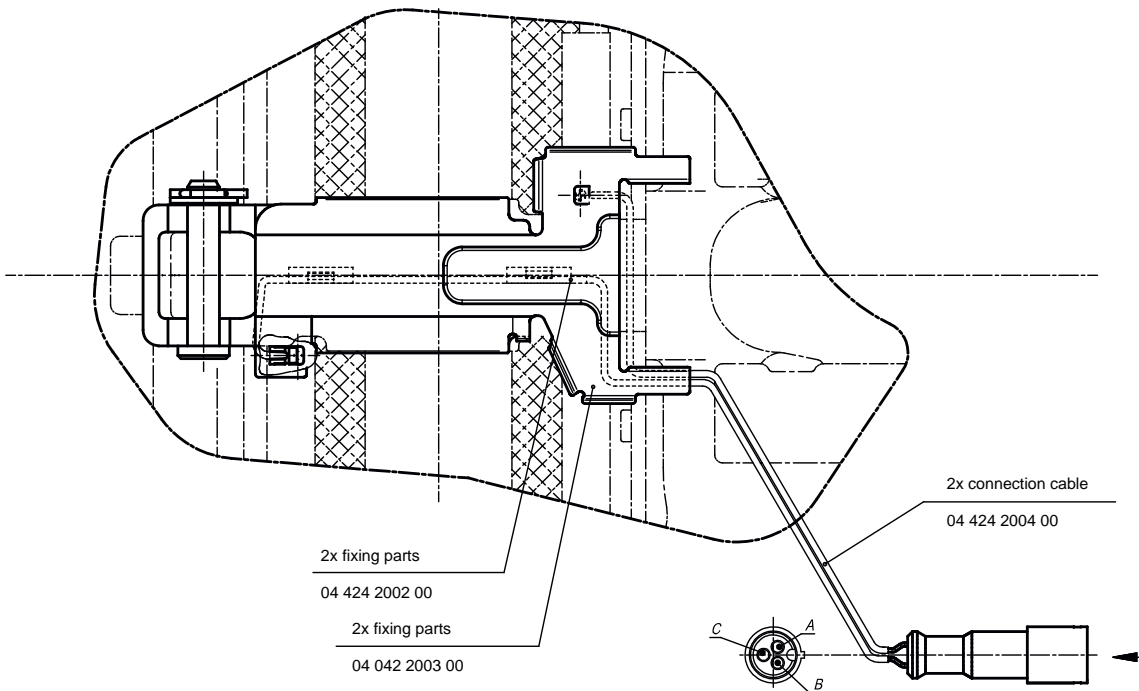 2x connection cable
04 424 2004 00
2x fixing parts
04 424 2002 00
2x fixing parts
04 042 2003 00
C
A
B